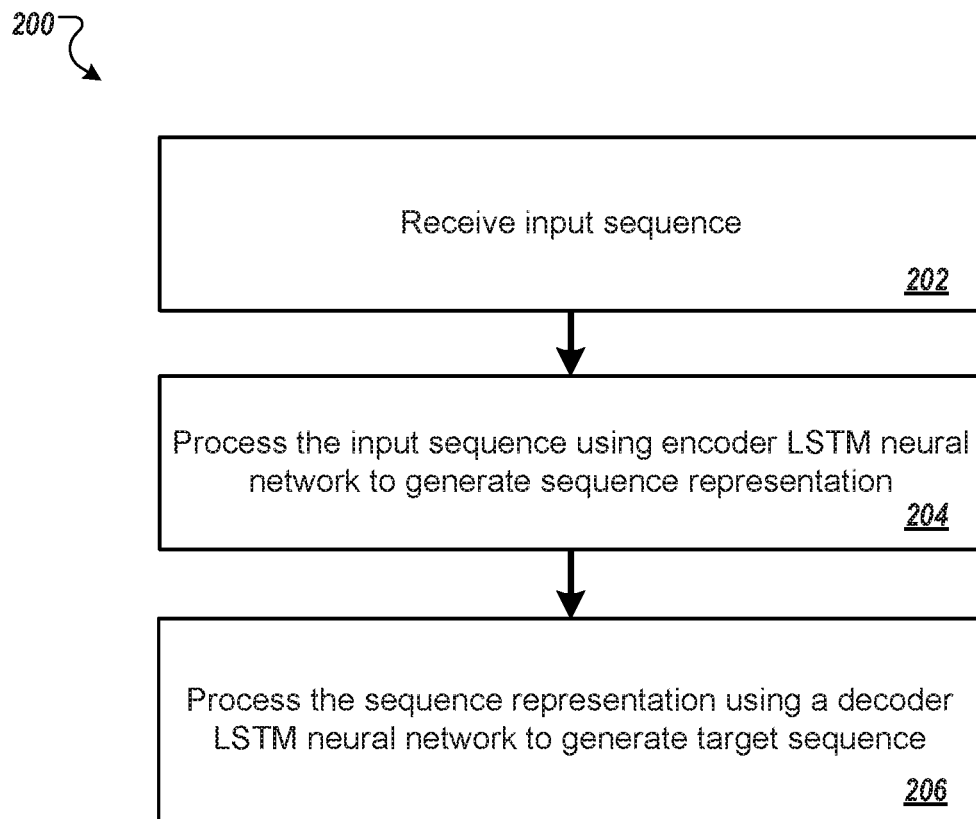 200
Receive input sequence
202
Process the input sequence using encoder LSTM neural
network to generate sequence representation
204
Process the sequence representation using a decoder
LSTM neural network to generate target sequence
206